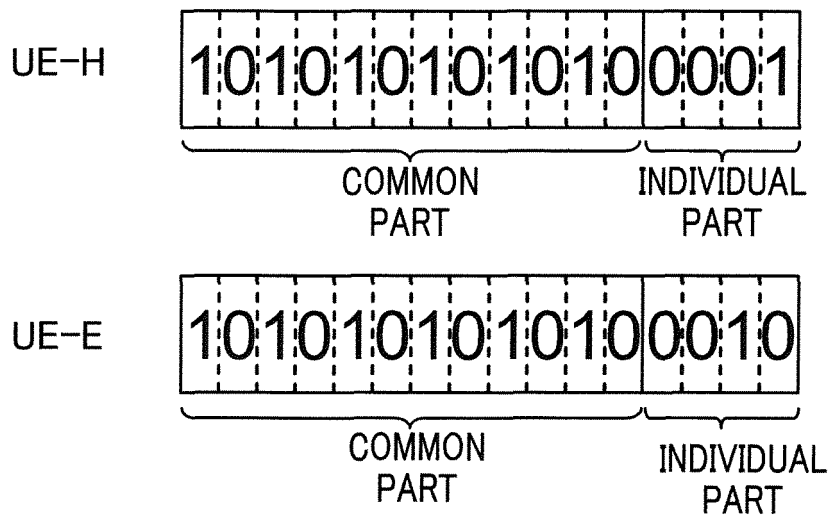 UE-H 1010101010100001
COMMON PART INDIVIDUAL PART
UE-E 1010101010100010
COMMON PART INDIVIDUAL PART